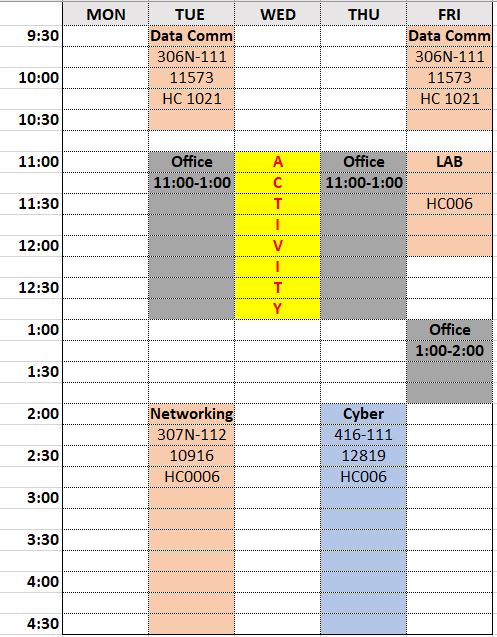 MON TUE WED THU FRI
9:30 Data Comm Data Comm
306N-111 306N-111
10:00 11573 11573
HC 1021 HC 1021
10:30
11:00 Office A Office LAB
11:00-1:00 C 11:00-1:00
11:30 T HC006
I
12:00 V
I
12:30 T
Y
1:00 Office
1:00-2:00
1:30
2:00 Networking Cyber
307N-112 416-111
2:30 10916 12819
HC0006 HC006
3:00
3:30
4:00
4:30